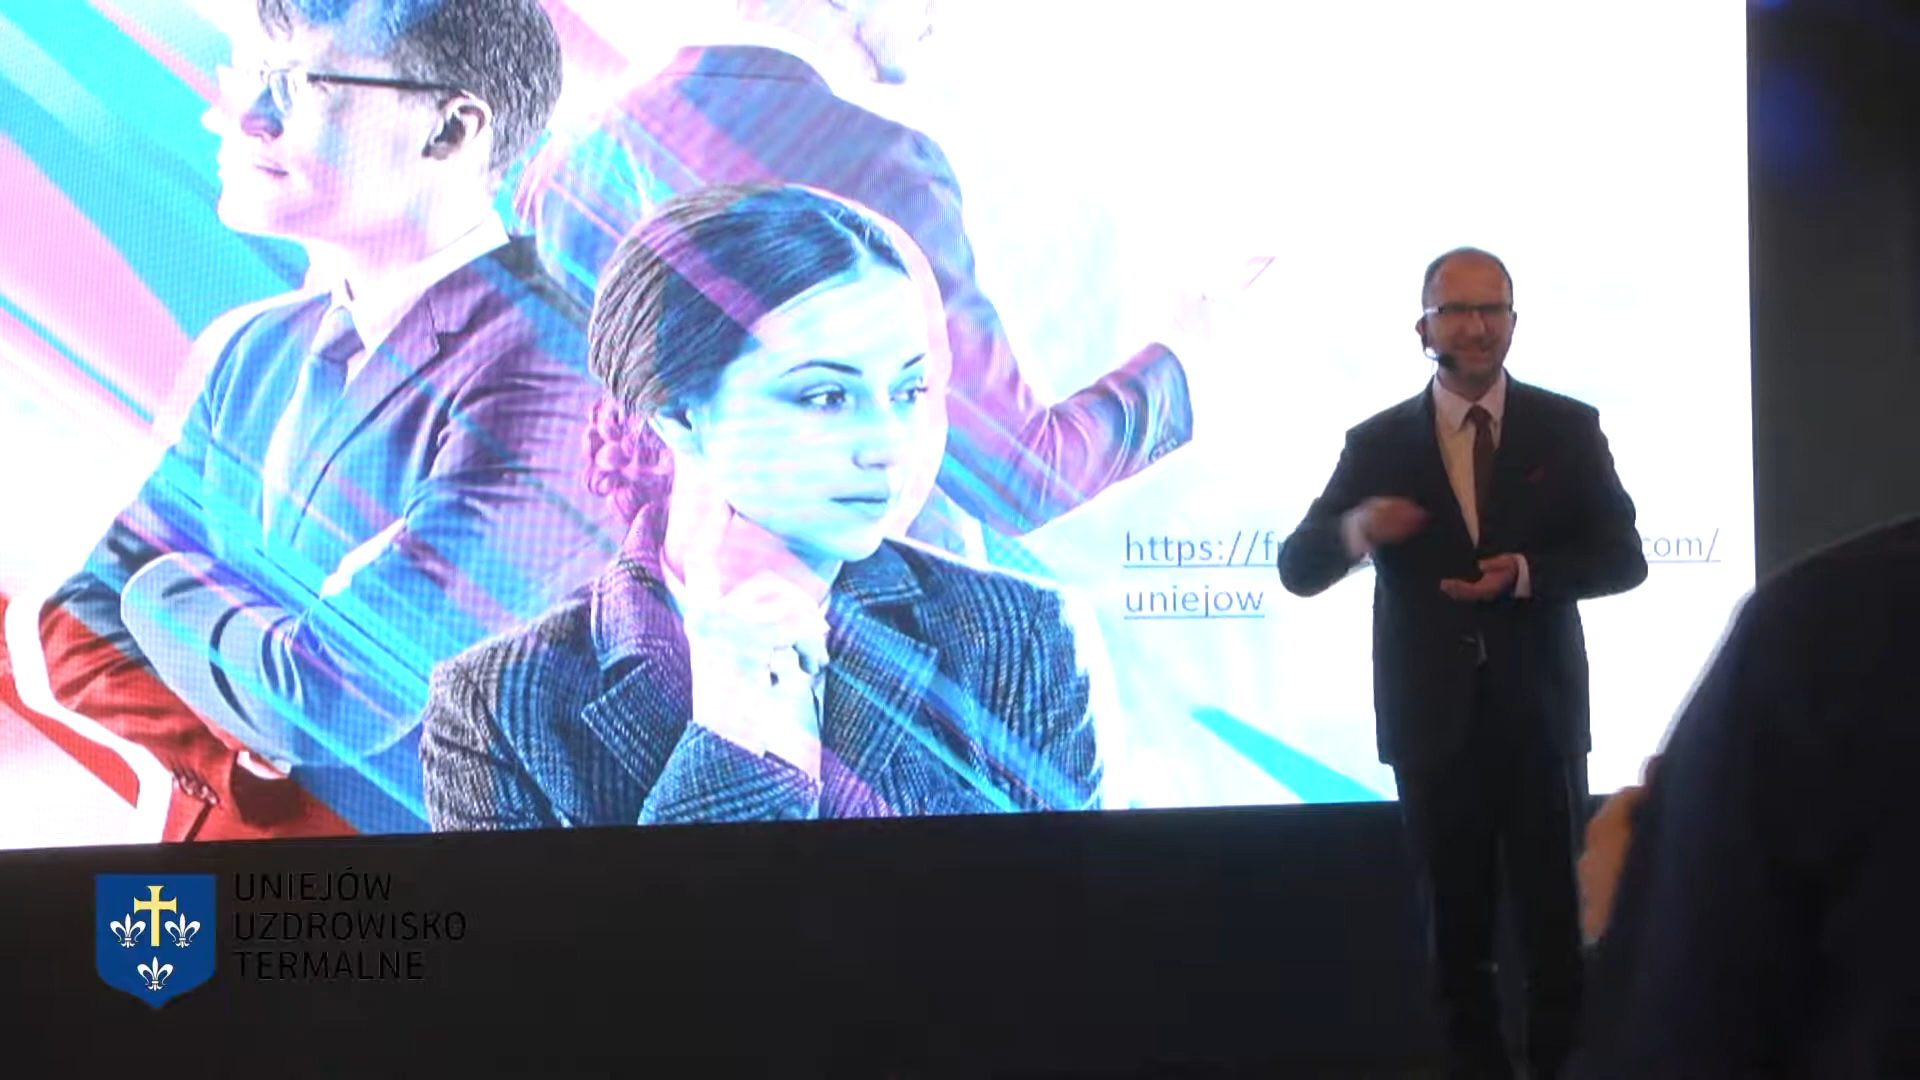 https://f com/
uniejow
UNIEJÓW
UZDROWISKO
TERMALNE